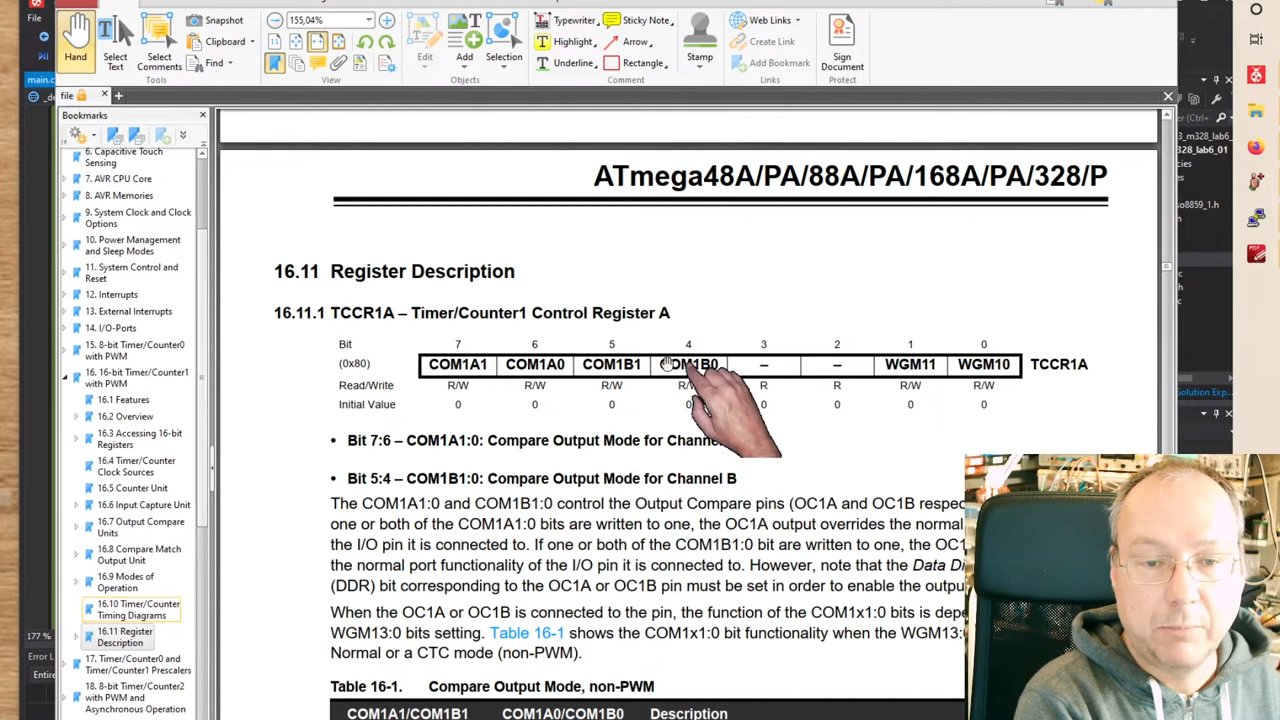 File
155,04%
Snapshot
Clipboard
Find
Hand
Select Text
Select Comments
Tools
View
Edit
Add
Selection
Objects
Typewriter
Highlight
Underline
Sticky Note
Arrow
Rectangle
Stamp
Comment
Web Links
Create Link
Add Bookmark
Links
Sign Document
Protect
main.c
file
Bookmarks
6. Capacitive Touch Sensing
7. AVR CPU Core
8. AVR Memories
9. System Clock and Clock Options
10. Power Management and Sleep Modes
11. System Control and Reset
12. Interrupts
13. External Interrupts
14. I/O-Ports
15. 8-bit Timer/Counter0 with PWM
16. 16-bit Timer/Counter1 with PWM
16.1 Features
16.2 Overview
16.3 Accessing 16-bit Registers
16.4 Timer/Counter Clock Sources
16.5 Counter Unit
16.6 Input Capture Unit
16.7 Output Compare Units
16.8 Compare Match Output Unit
16.9 Modes of Operation
16.10 Timer/Counter Timing Diagrams
16.11 Register Description
17. Timer/Counter0 and Timer/Counter1 Prescalers
18. 8-bit Timer/Counter2 with PWM and Asynchronous Operation
177 %
Error L
Entire
ATmega48A/PA/88A/PA/168A/PA/328/P
16.11 Register Description
16.11.1 TCCR1A – Timer/Counter1 Control Register A
Bit 7 6 5 4 3 2 1 0
(0x80) COM1A1 COM1A0 COM1B1 COM1B0 – – WGM11 WGM10 TCCR1A
Read/Write R/W R/W R/W R/W R R R/W R/W
Initial Value 0 0 0 0 0 0 0 0
• Bit 7:6 – COM1A1:0: Compare Output Mode for Channel
• Bit 5:4 – COM1B1:0: Compare Output Mode for Channel B
The COM1A1:0 and COM1B1:0 control the Output Compare pins (OC1A and OC1B respec
one or both of the COM1A1:0 bits are written to one, the OC1A output overrides the normal
the I/O pin it is connected to. If one or both of the COM1B1:0 bit are written to one, the OC1
the normal port functionality of the I/O pin it is connected to. However, note that the Data Di
(DDR) bit corresponding to the OC1A or OC1B pin must be set in order to enable the outpu
When the OC1A or OC1B is connected to the pin, the function of the COM1x1:0 bits is depe
WGM13:0 bits setting. Table 16-1 shows the COM1x1:0 bit functionality when the WGM13:
Normal or a CTC mode (non-PWM).
Table 16-1. Compare Output Mode, non-PWM
COM1A1/COM1B1 COM1A0/COM1B0 Description
(Ctrl+
3_m328_lab6_
328_lab6_01
cies
so8859_1.h
Solution Exp...